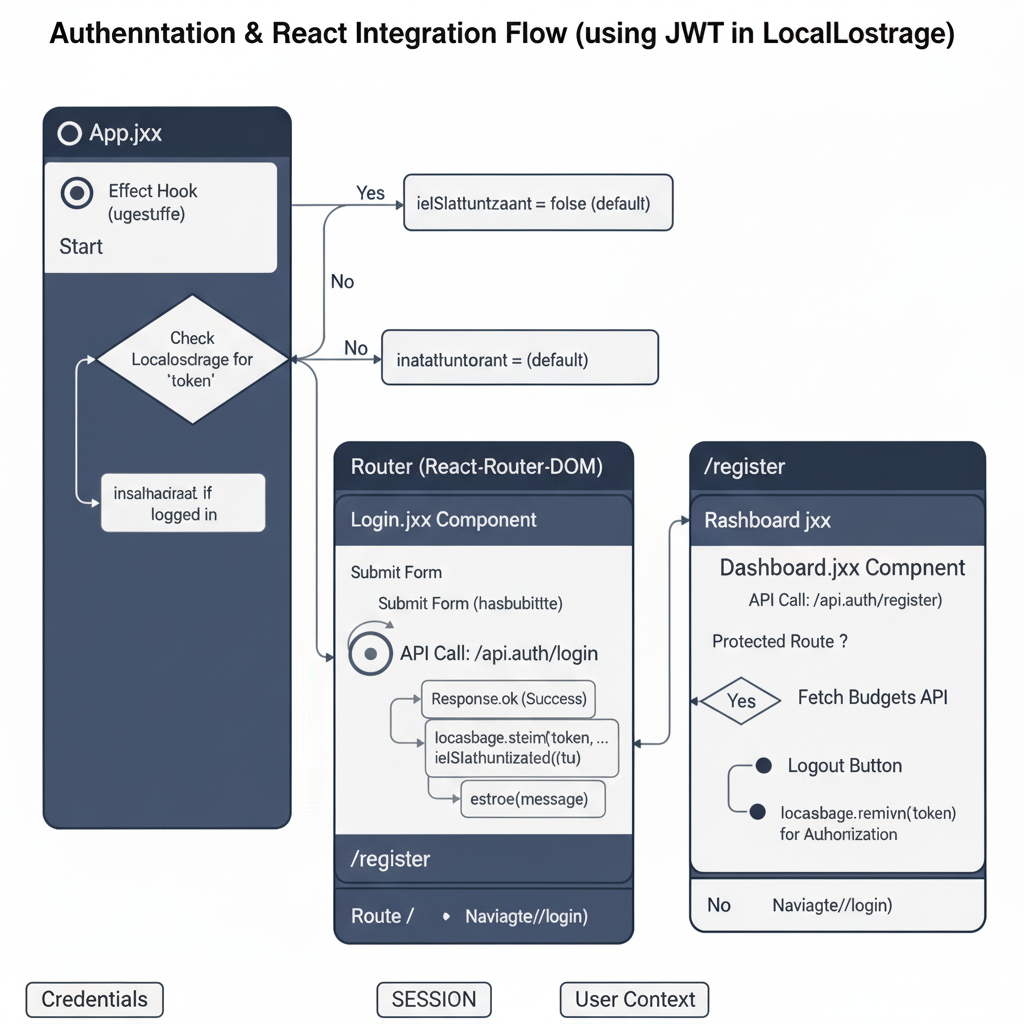 Authenntation & React Integration Flow (using JWT in LocalLostrage)
App.jxx
Effect Hook
(ugestuffe)
Start
Yes
ielSlattuntzaant = folse (default)
No
Check
Localosdrage for
'token'
No
inatattuntorant = (default)
insalhadraat. if
logged in
Router (React-Router-DOM)
Login.jxx Component
Submit Form
Submit Form (hasbubittte)
API Call: /api.auth/login
Response.ok (Success)
locasbage.steim('token, ...
ielSlathuntizated((tu)
estroe(message)
/register
Route / • Naviagte//login)
/register
Rashboard jxx
Dashboard.jxx Compnent
API Call: /api.auth/register)
Protected Route ?
Yes
Fetch Budgets API
Logout Button
locasbage.remivn('token)
for Authonization
No
Naviagte//login)
Credentials
SESSION
User Context